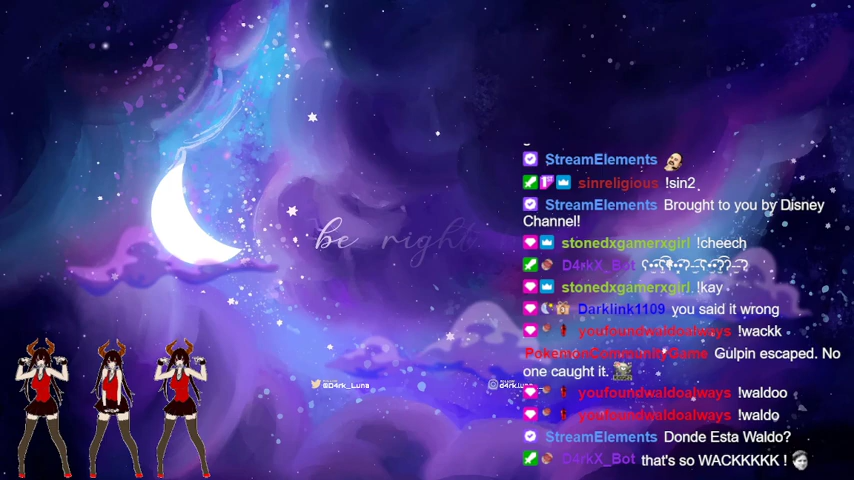 be right
StreamElements
sinreligious !sin2
StreamElements Brought to you by Disney
Channel!
stonedxgamerxgirl !cheech
D4rkX_Bot
stonedxgamerxgirl !kay
Darklink1109 you said it wrong
youfoundwaldoalways !wackk
PokemonCommunityGame Gulpin escaped. No
one caught it.
@D4rk_Luna
youfoundwaldoalways !waldoo
youfoundwaldoalways !waldo
StreamElements Donde Esta Waldo?
D4rkX_Bot that's so WACKKKKK !